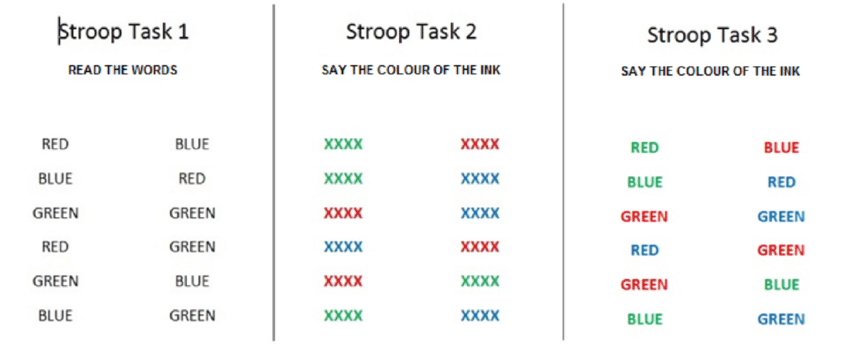 Stroop Task 1
READ THE WORDS
RED BLUE
BLUE RED
GREEN GREEN
RED GREEN
GREEN BLUE
BLUE GREEN
Stroop Task 2
SAY THE COLOUR OF THE INK
XXXX XXXX
XXXX XXXX
XXXX XXXX
XXXX XXXX
XXXX XXXX
XXXX XXXX
Stroop Task 3
SAY THE COLOUR OF THE INK
RED BLUE
BLUE RED
GREEN GREEN
RED GREEN
GREEN BLUE
BLUE GREEN